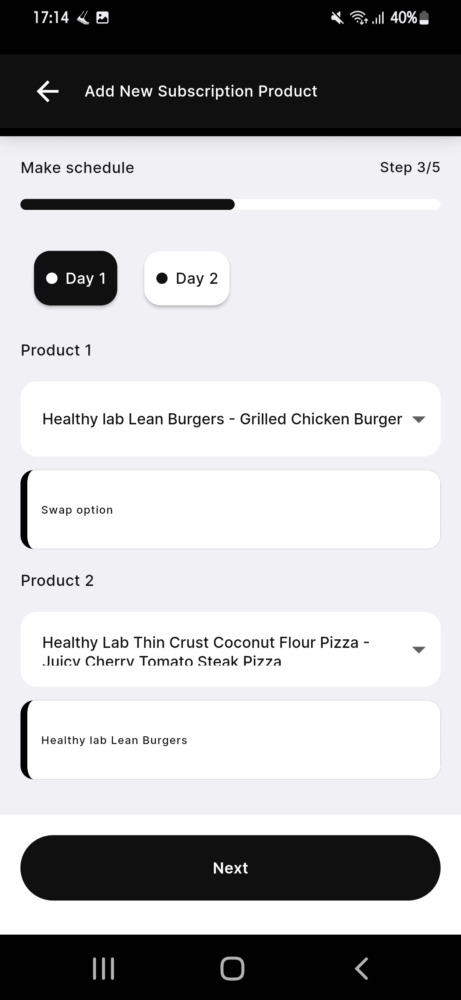 17:14
40%
Add New Subscription Product
Make schedule
Step 3/5
Day 1
Day 2
Product 1
Healthy lab Lean Burgers - Grilled Chicken Burger
Swap option
Product 2
Healthy Lab Thin Crust Coconut Flour Pizza -
Juicy Cherry Tomato Steak Pizza
Healthy lab Lean Burgers
Next